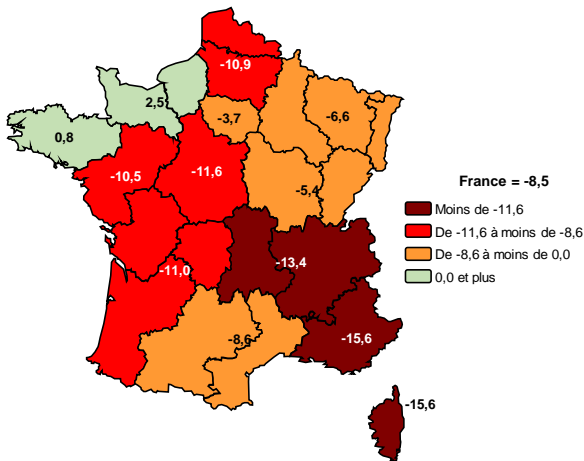 -10,9
2,5
-3,7
-6,6
0,8
-10,5
-11,6
-5,4
France = -8,5
Moins de -11,6
De -11,6 à moins de -8,6
De -8,6 à moins de 0,0
0,0 et plus
-11,0
-13,4
-8,6
-15,6
-15,6